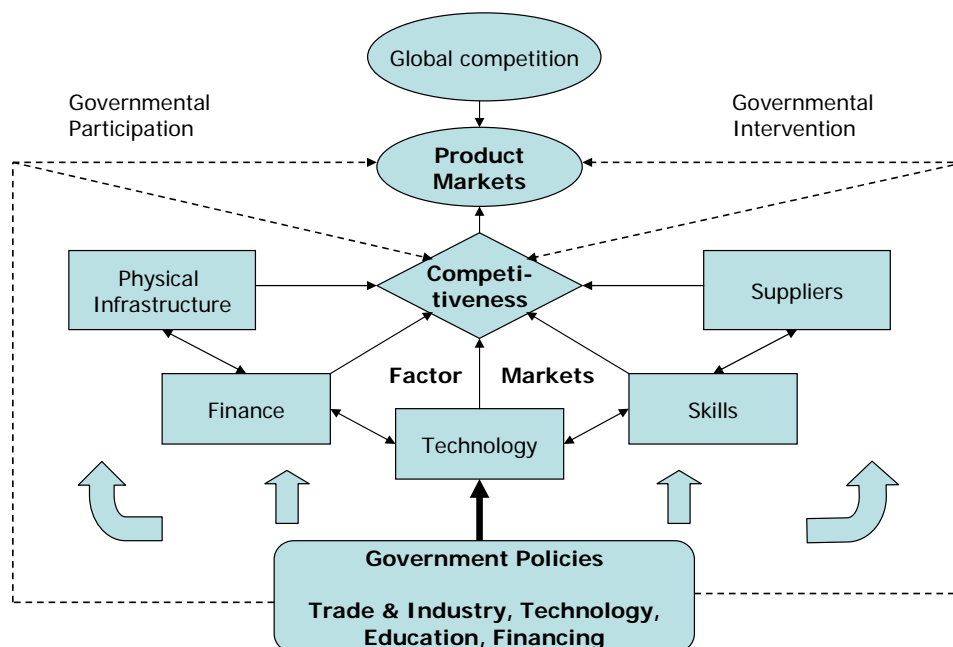 Global competition
Governmental
Participation
Governmental
Intervention
Product
Markets
Physical
Infrastructure
Competi-
tiveness
Suppliers
Factor Markets
Finance
Technology
Skills
Government Policies
Trade & Industry, Technology,
Education, Financing